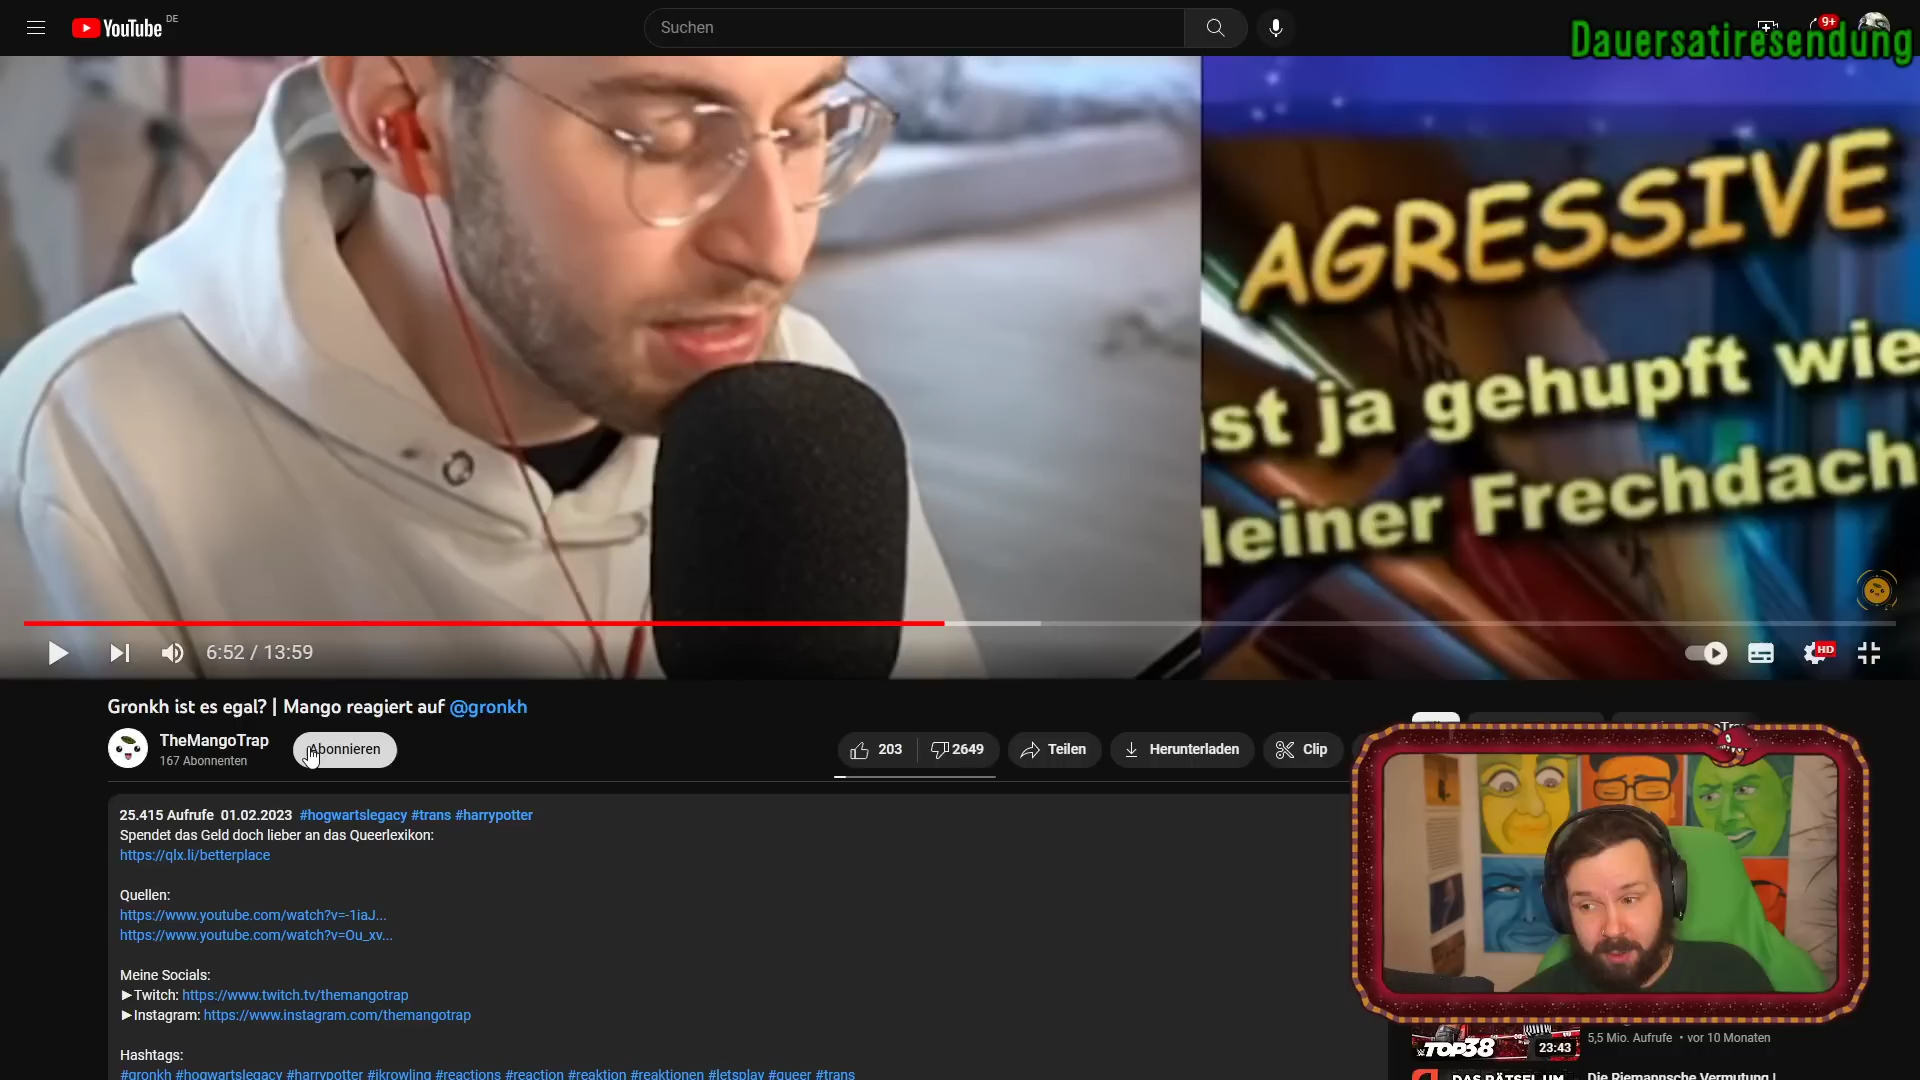 YouTube DE
Suchen
9+
Dauersatiresendung
AGRESSIVE
st ja gehupft wie
leiner Frechdach
6:52 / 13:59
HD
Gronkh ist es egal? | Mango reagiert auf @gronkh
TheMangoTrap
167 Abonnenten
Abonnieren
203
2649
Teilen
Herunterladen
Clip
25.415 Aufrufe 01.02.2023 #hogwartslegacy #trans #harrypotter
Spendet das Geld doch lieber an das Queerlexikon:
https://qlx.li/betterplace
Quellen:
https://www.youtube.com/watch?v=-1iaJ...
https://www.youtube.com/watch?v=Ou_xv...
Meine Socials:
►Twitch: https://www.twitch.tv/themangotrap
►Instagram: https://www.instagram.com/themangotrap
Hashtags:
#gronkh #hogwartslegacy #harrypotter #jkrowling #reactions #reaction #reaktion #reaktionen #letsplay #queer #trans
TOP38
23:43
5,5 Mio. Aufrufe • vor 10 Monaten
DAS RÄTSEL UM
Die Riemannsche Vermutung |